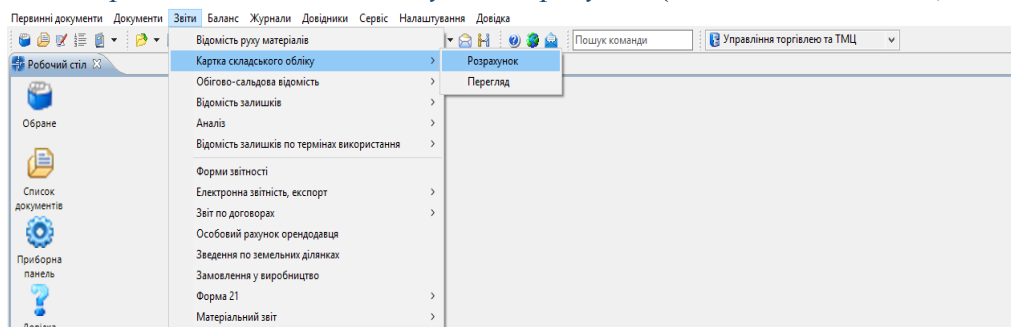 Первинні документи Документи Звіти Баланс Журнали Довідники Сервіс Налаштування Довідка
Пошук команди Управління торгівлею та ТМЦ
Робочий стіл
Відомість руху матеріалів
Картка складського обліку Розрахунок
Обігово-сальдова відомість Перегляд
Відомість залишків
Обране
Аналіз
Відомість залишків по термінах використання
Форми звітності
Список документів
Електронна звітність, експорт
Звіт по договорах
Особовий рахунок орендодавця
Приборна панель
Зведення по земельних ділянках
Замовлення у виробництво
Форма 21
Матеріальний звіт